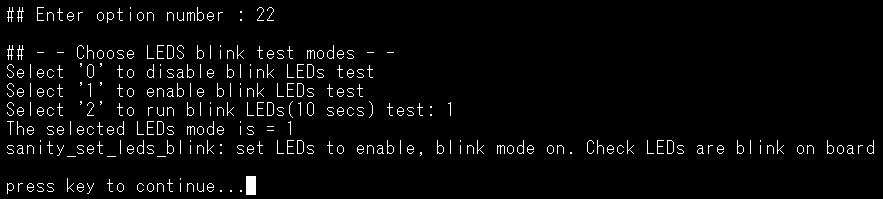 ## Enter option number : 22
## - - Choose LEDS blink test modes - -
Select '0' to disable blink LEDs test
Select '1' to enable blink LEDs test
Select '2' to run blink LEDs(10 secs) test: 1
The selected LEDs mode is = 1
sanity_set_leds_blink: set LEDs to enable, blink mode on. Check LEDs are blink on board
press key to continue...